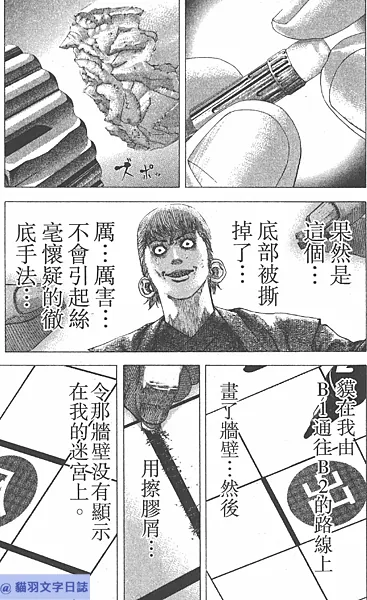 ズポッ
果然是
這個…
底部被撕
掉了…
厲…厲害…
不會引起絲
毫懷疑的徹
底手法…
貘在我由
B-1通往B-2的路線上
畫了牆壁…然後
用擦膠屑…
令那牆壁没有顯示
在我的迷宮上。
@ 貓羽文字日誌